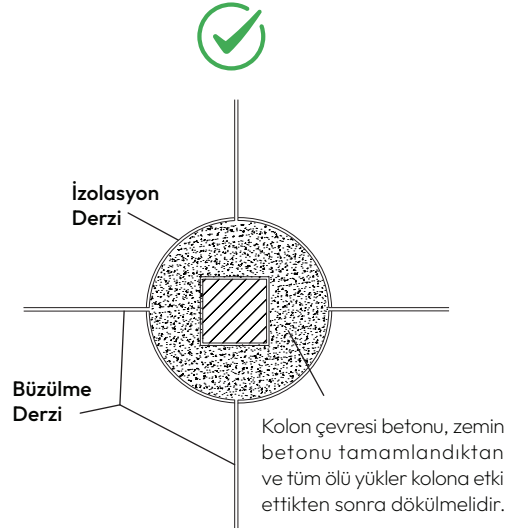 İzolasyon
Derzi
Büzülme
Derzi
Kolon çevresi betonu, zemin
betonu tamamlandıktan
ve tüm ölü yükler kolona etki
ettikten sonra dökülmelidir.